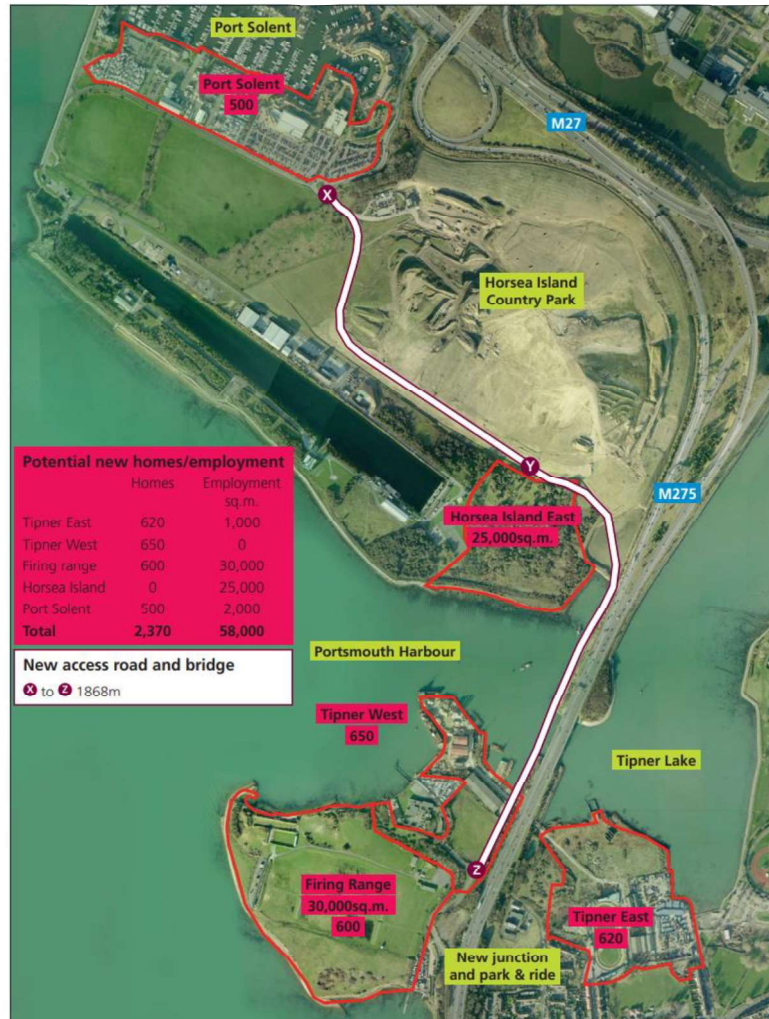 Port Solent
Port Solent
500
M27
X
Horsea Island
Country Park
Y
M275
Horsea Island East
25,000sq.m.
Potential new homes/employment
Homes Employment
sq.m.
Tipner East 620 1,000
Tipner West 650 0
Firing range 600 30,000
Horsea Island 0 25,000
Port Solent 500 2,000
Total 2,370 58,000
New access road and bridge
X to Z 1868m
Portsmouth Harbour
Tipner West
650
Tipner Lake
Z
Firing Range
30,000sq.m.
600
Tipner East
620
New junction
and park & ride